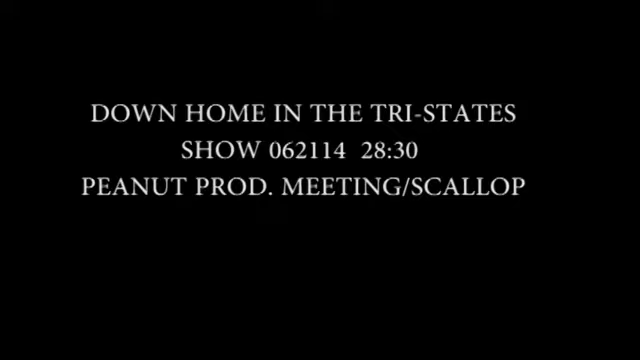 DOWN HOME IN THE TRI-STATES
SHOW 062114 28:30
PEANUT PROD. MEETING/SCALLOP